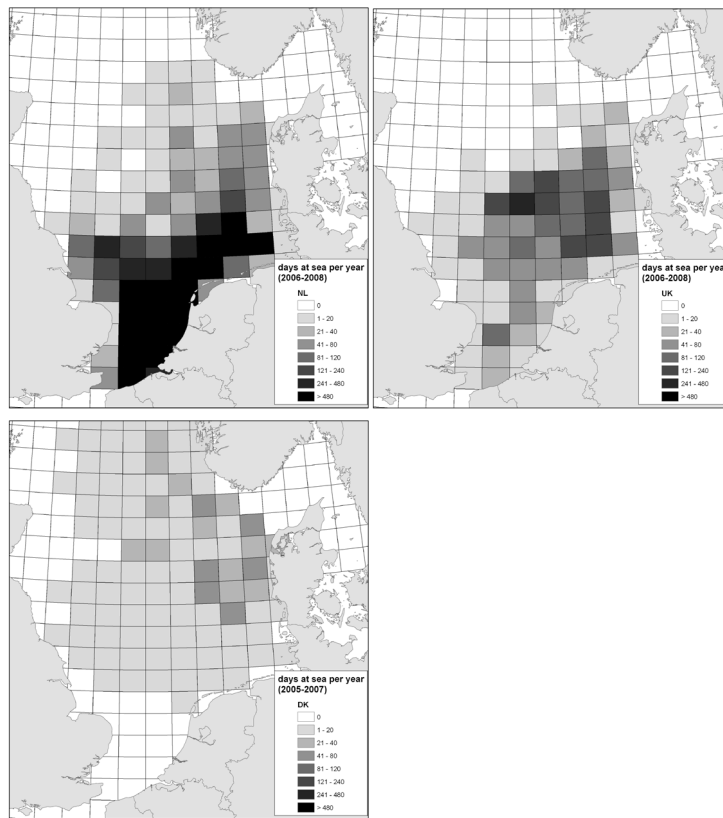 days at sea per year
(2006-2008)
NL
0
1 - 20
21 - 40
41 - 80
81 - 120
121 - 240
241 - 480
> 480
days at sea per year
(2006-2008)
UK
0
1 - 20
21 - 40
41 - 80
81 - 120
121 - 240
241 - 480
> 480
days at sea per year
(2005-2007)
DK
0
1 - 20
21 - 40
41 - 80
81 - 120
121 - 240
241 - 480
> 480